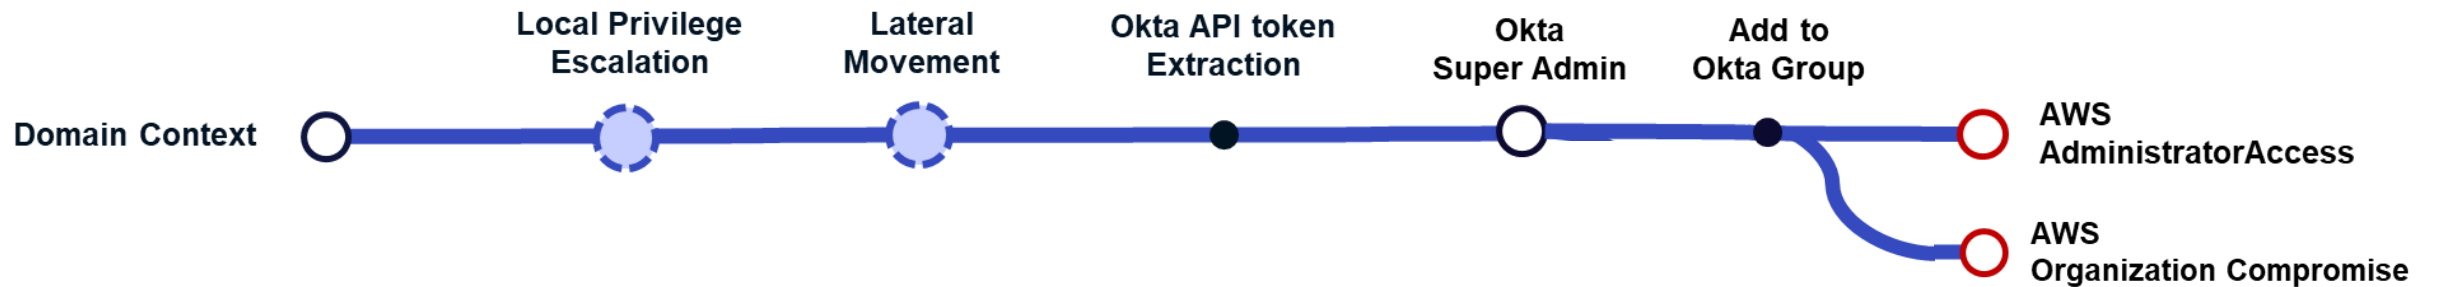 Domain Context
Local Privilege
Escalation
Lateral
Movement
Okta API token
Extraction
Okta
Super Admin
Add to
Okta Group
AWS
AdministratorAccess
AWS
Organization Compromise